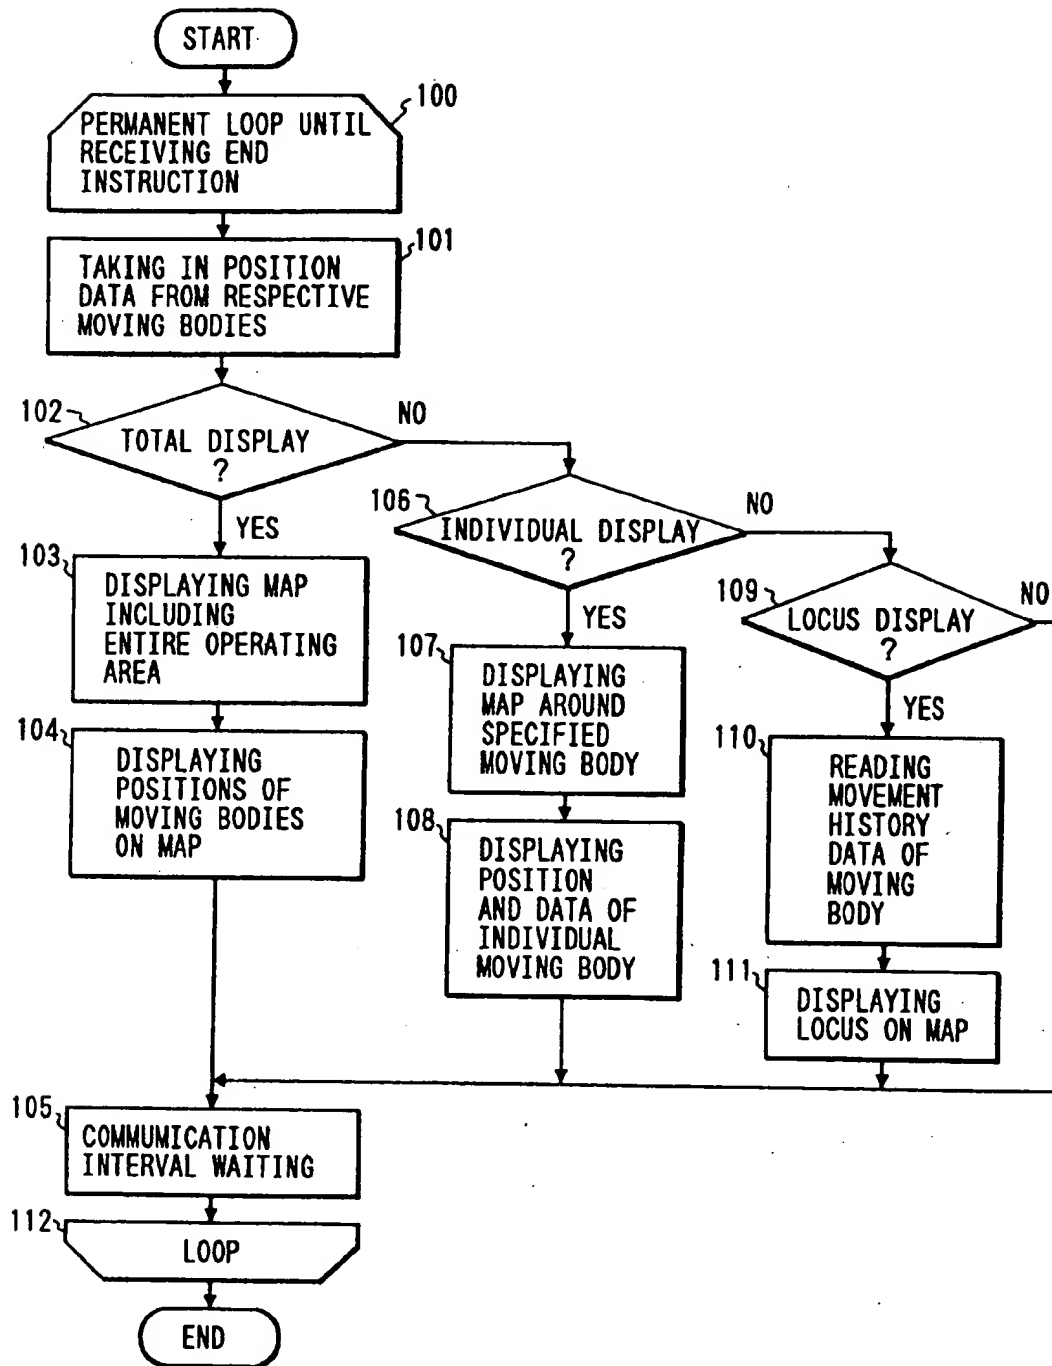 START
100
PERMANENT LOOP UNTIL
RECEIVING END
INSTRUCTION
101
TAKING IN POSITION
DATA FROM RESPECTIVE
MOVING BODIES
102
TOTAL DISPLAY
?
NO
YES
103
DISPLAYING MAP
INCLUDING
ENTIRE OPERATING
AREA
104
DISPLAYING
POSITIONS OF
MOVING BODIES
ON MAP
106
INDIVIDUAL DISPLAY
?
NO
YES
107
DISPLAYING
MAP AROUND
SPECIFIED
MOVING BODY
108
DISPLAYING
POSITION
AND DATA OF
INDIVIDUAL
MOVING BODY
109
LOCUS DISPLAY
?
NO
YES
110
READING
MOVEMENT
HISTORY
DATA OF
MOVING
BODY
111
DISPLAYING
LOCUS ON MAP
105
COMMUMICATION
INTERVAL WAITING
112
LOOP
END